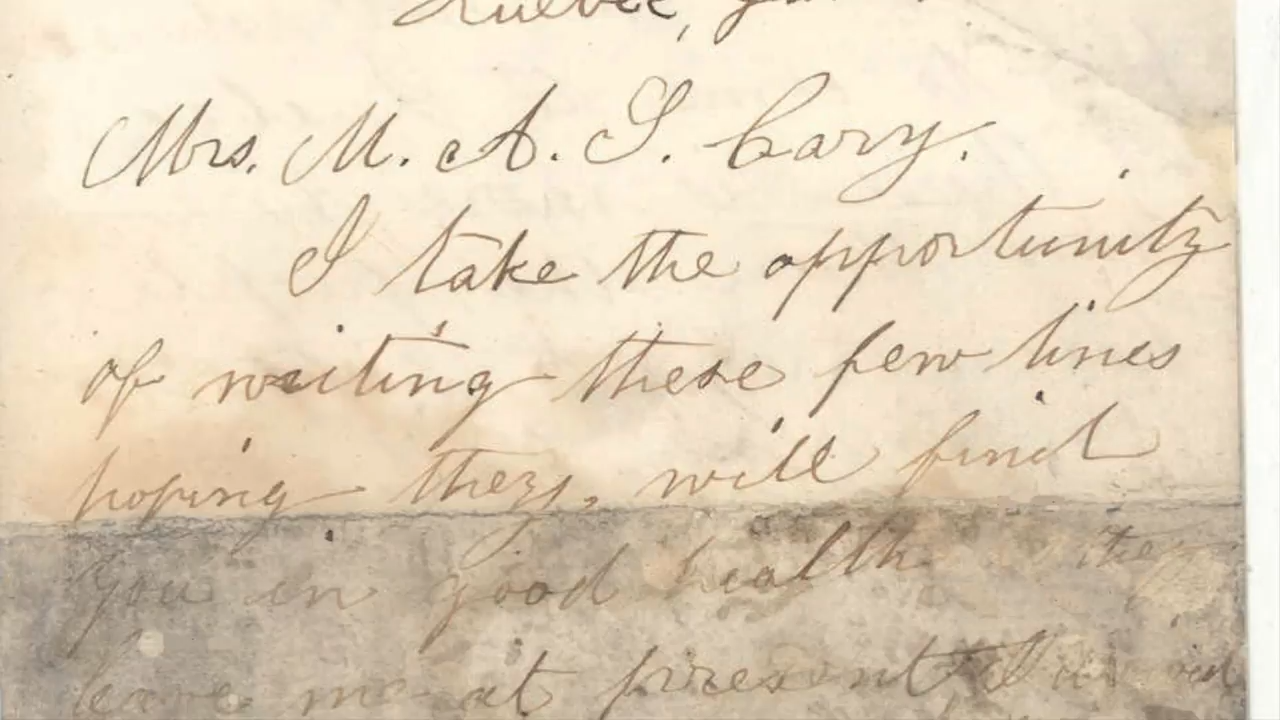 Quebec,
Mrs. M. A. S. Cary.
I take the opportunity
of writing these few lines
hoping they, will find
you in good health
leave me at present